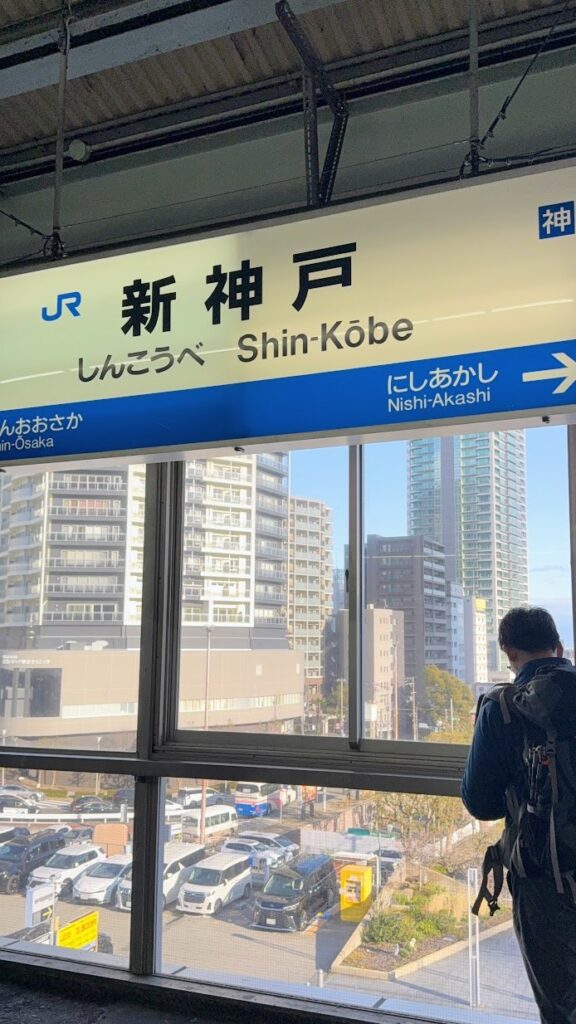 神
JR 新神戸
しんこうべ Shin-Kōbe
んおおさか
in-Ōsaka
にしあかし
Nishi-Akashi